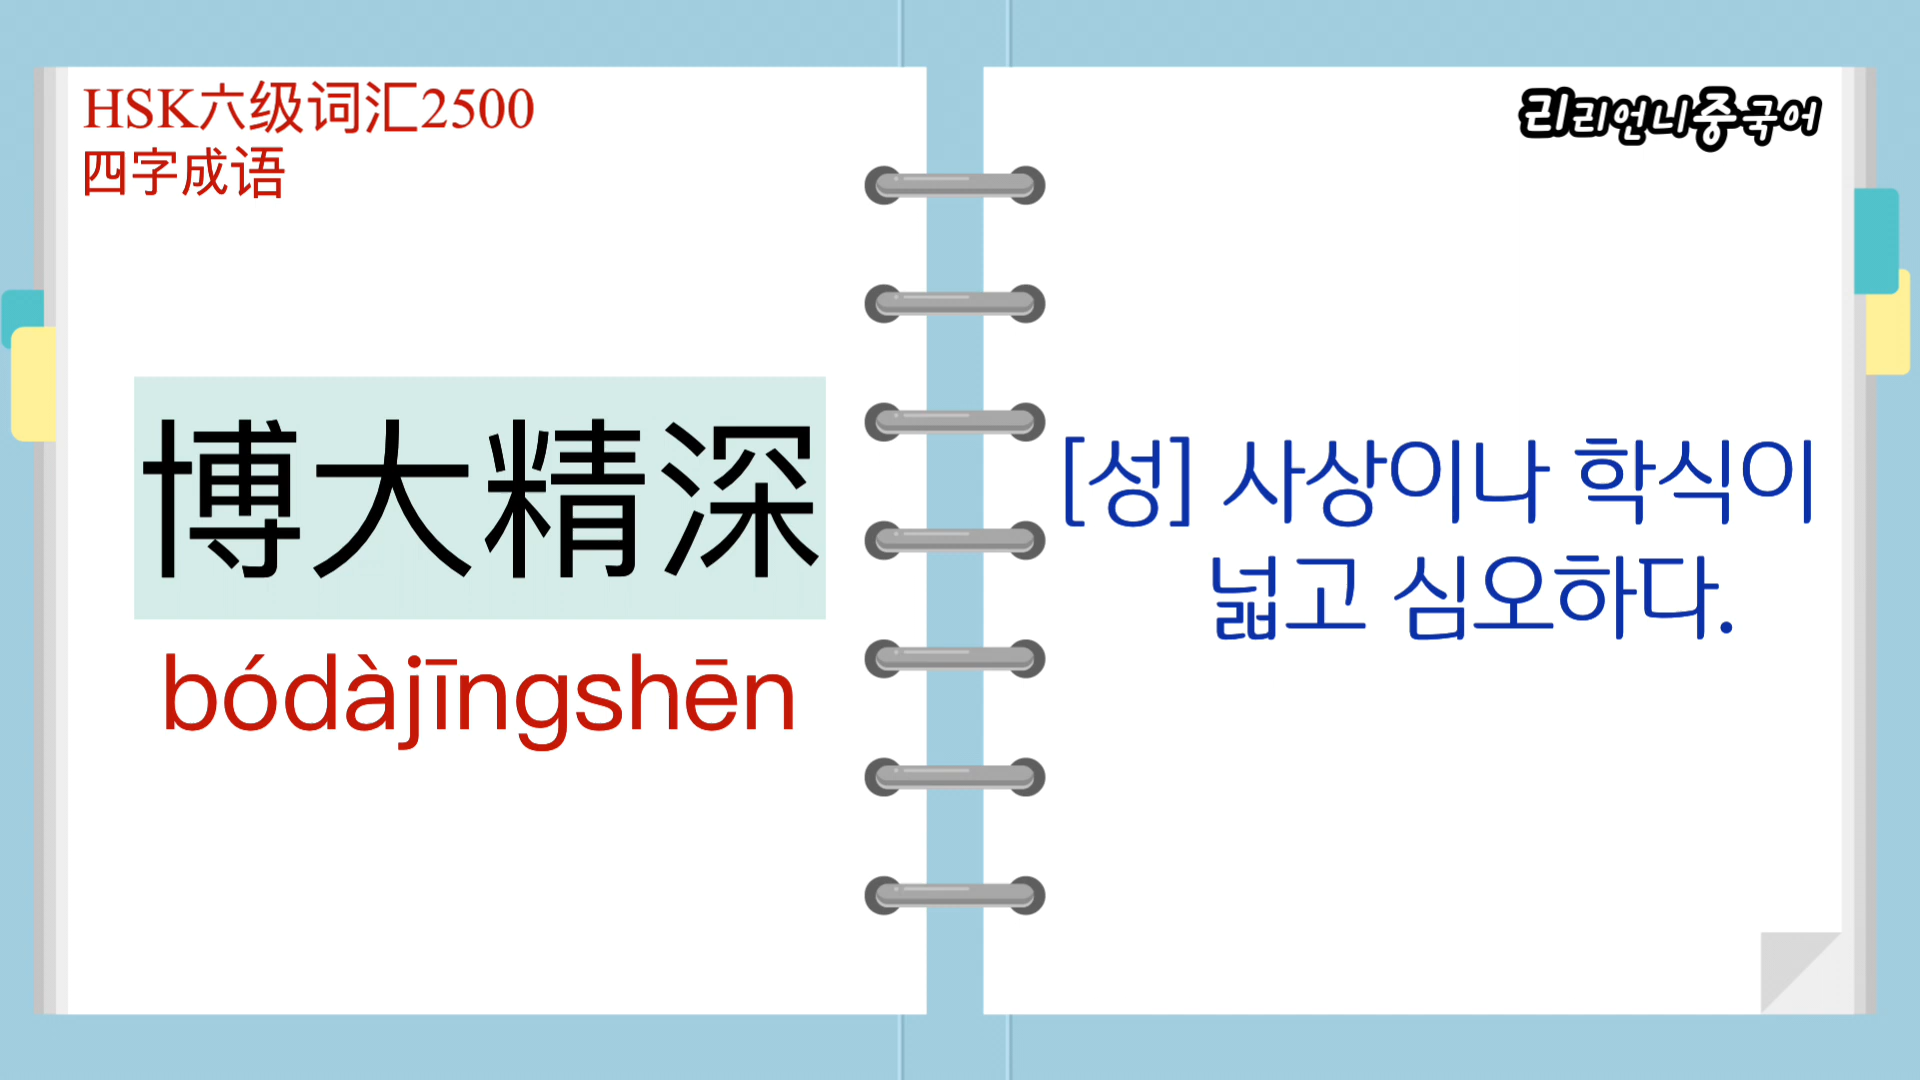 HSK六级词汇2500
四字成语
博大精深
bódàjīngshēn
리리언니중국어
[성] 사상이나 학식이
넓고 심오하다.